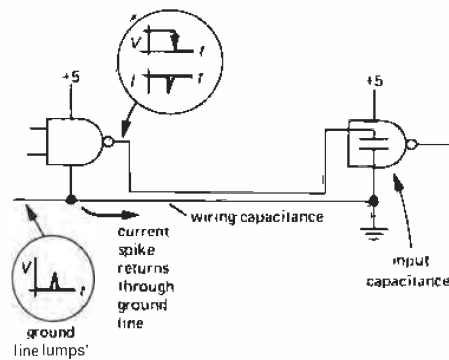 V
t
I
t
+5
+5
wiring capacitance
current
spike
returns
through
ground
line
input
capacitance
V
t
ground
line lumps'